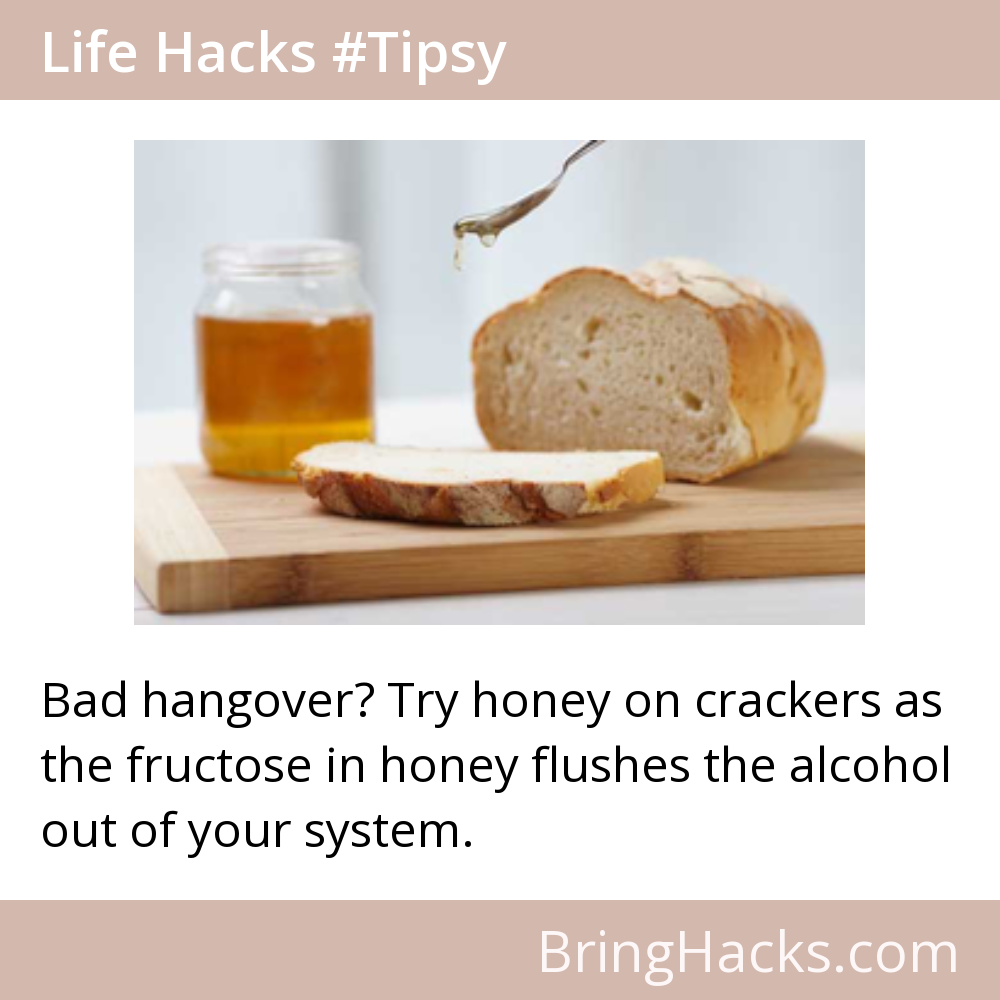 Life Hacks #Tipsy
Bad hangover? Try honey on crackers as
the fructose in honey flushes the alcohol
out of your system.
BringHacks.com